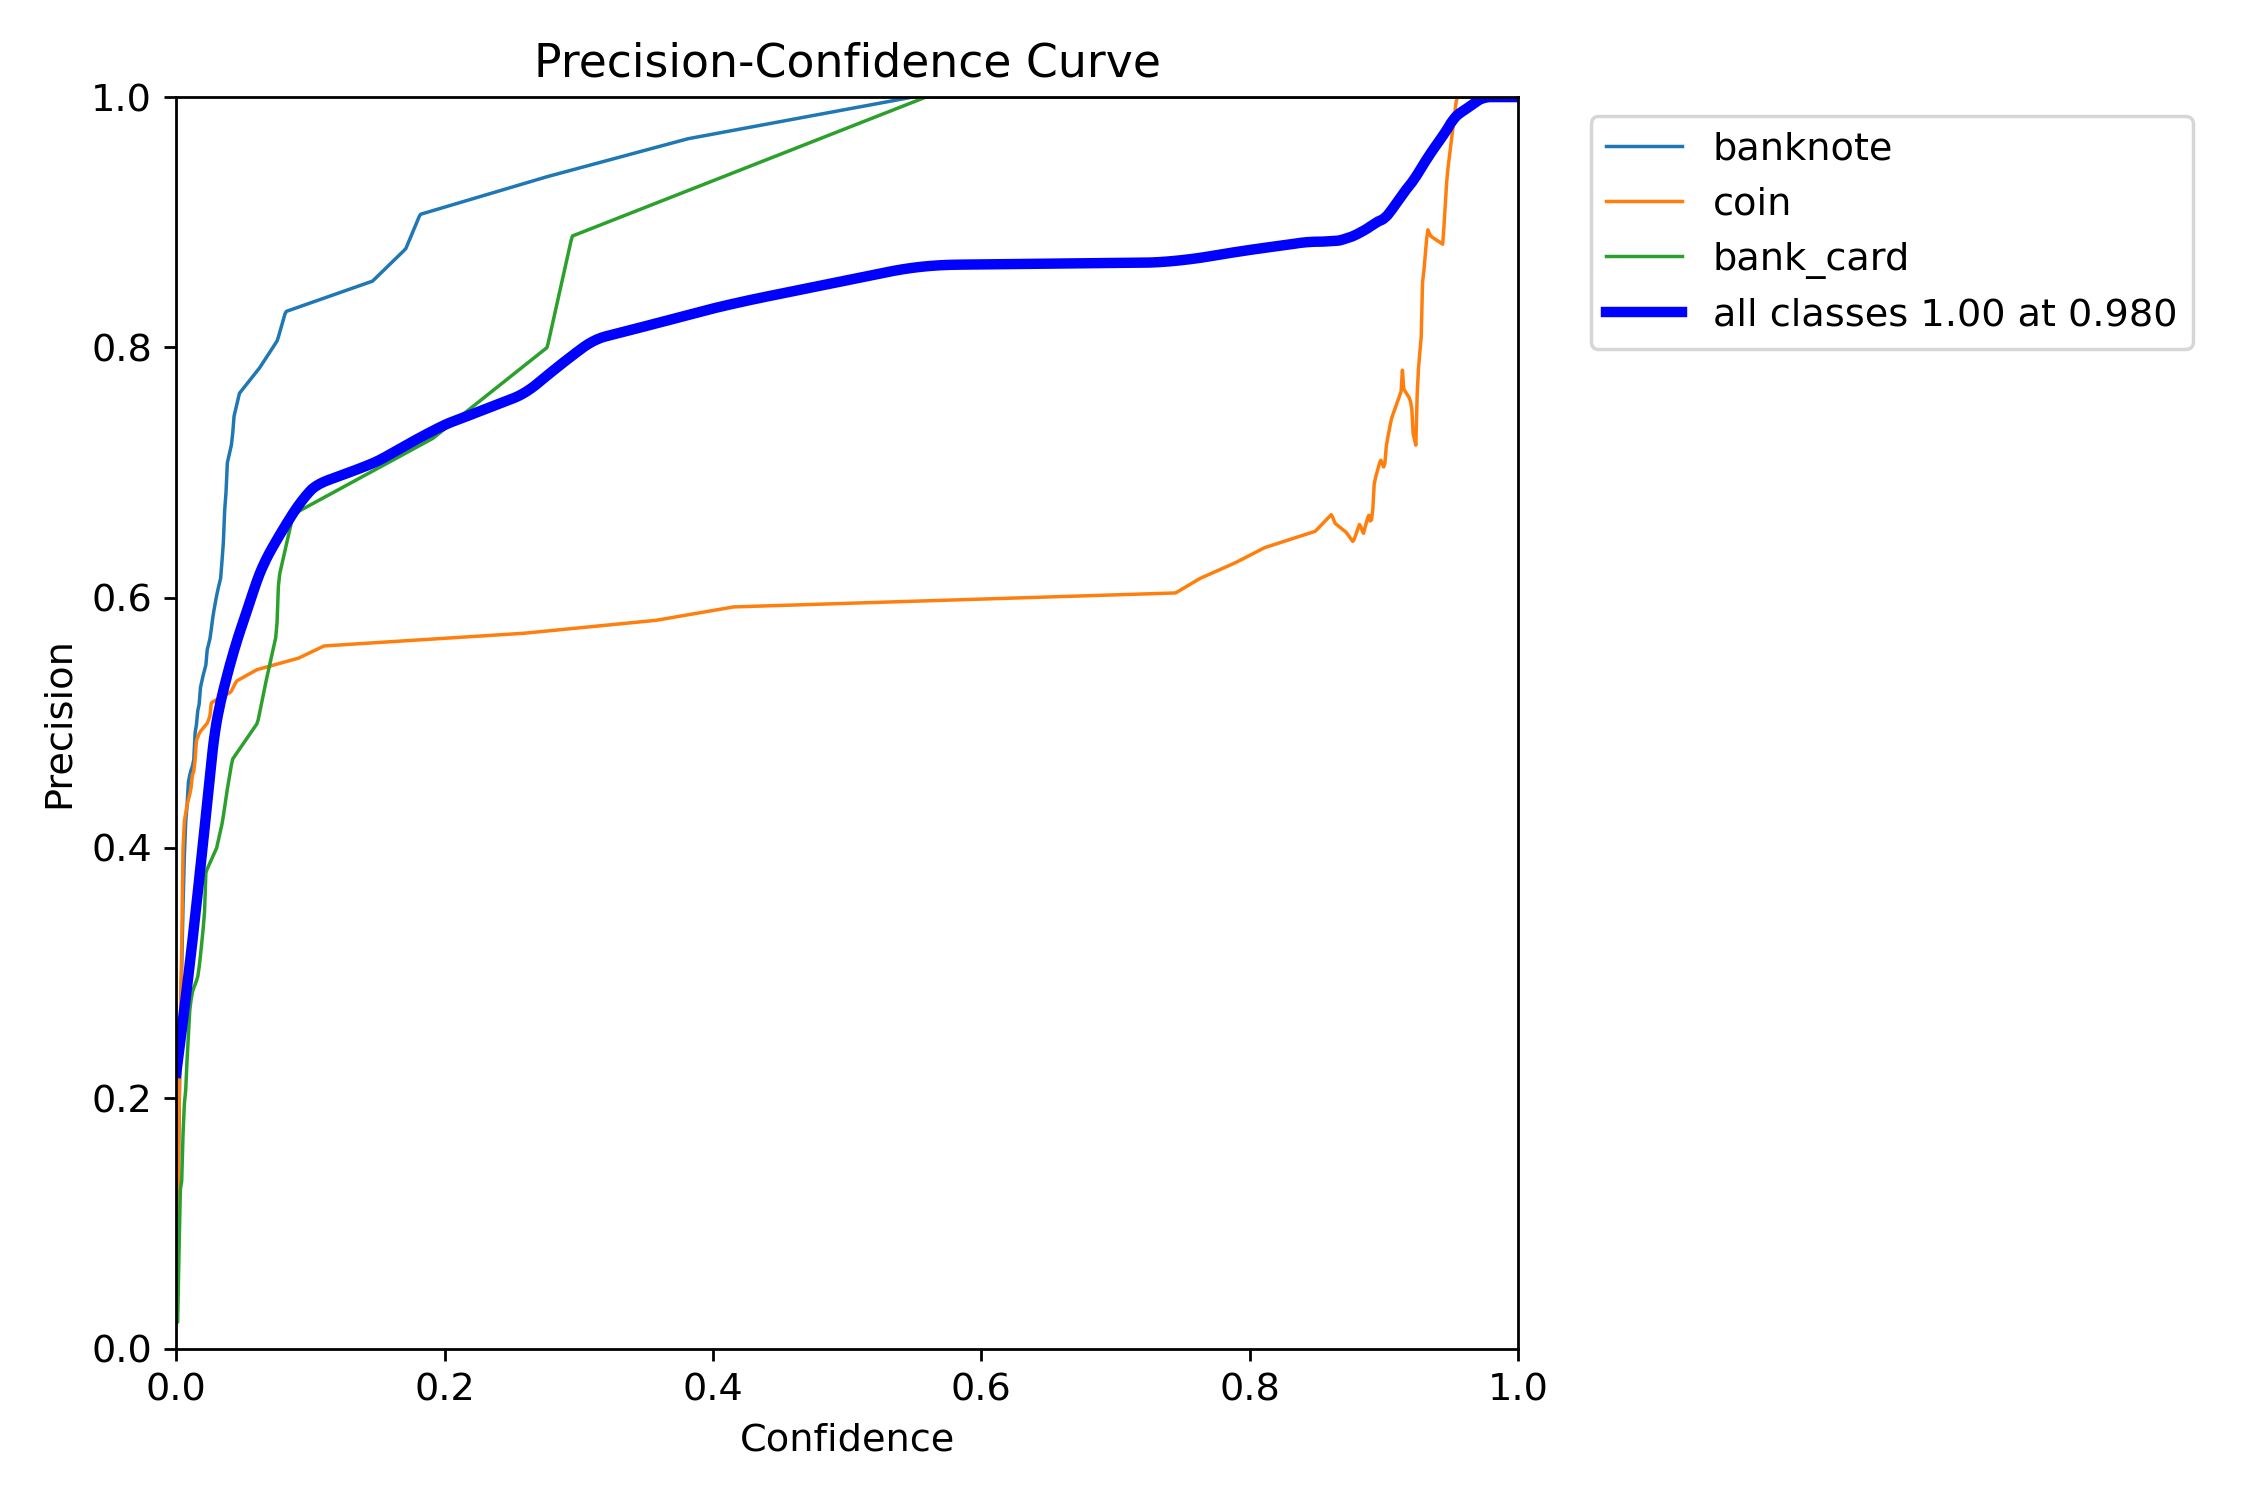 Precision-Confidence Curve
1.0
0.8
0.6
0.4
0.2
0.0
Precision
0.0 0.2 0.4 0.6 0.8 1.0
Confidence
banknote
coin
bank_card
all classes 1.00 at 0.980